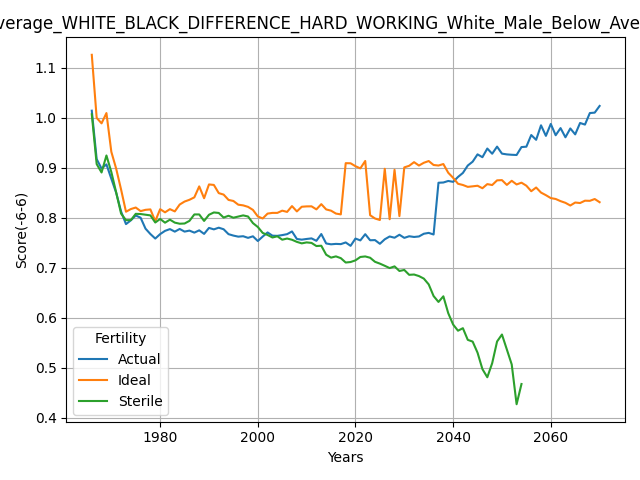 verage_WHITE_BLACK_DIFFERENCE_HARD_WORKING_White_Male_Below_Ave
1.1
1.0
0.9
0.8
0.7
0.6
0.5
0.4
Score(-6-6)
Fertility
Actual
Ideal
Sterile
1980 2000 2020 2040 2060
Years